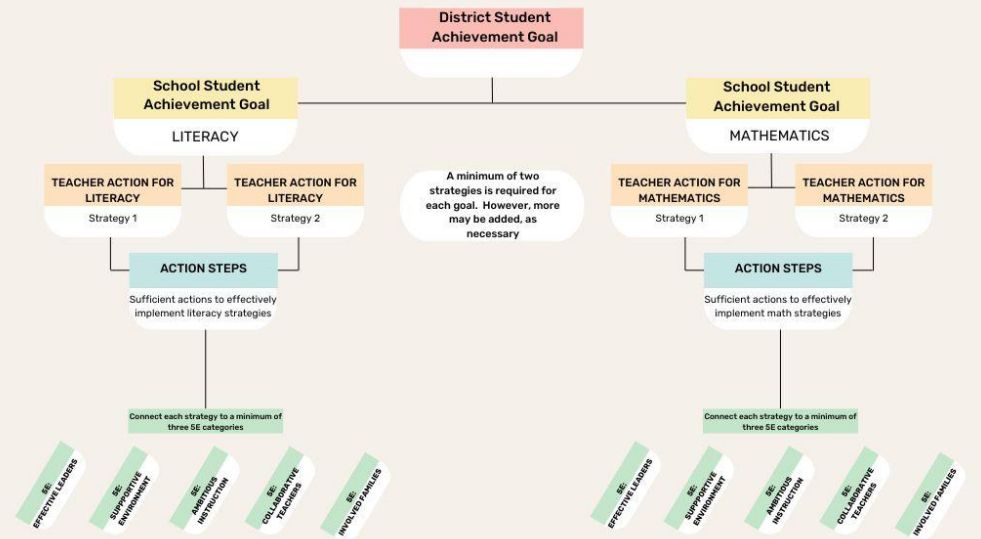 District Student
Achievement Goal
School Student
Achievement Goal
LITERACY
School Student
Achievement Goal
MATHEMATICS
TEACHER ACTION FOR
LITERACY
Strategy 1
TEACHER ACTION FOR
LITERACY
Strategy 2
A minimum of two
strategies is required for
each goal. However, more
may be added, as
necessary
TEACHER ACTION FOR
MATHEMATICS
Strategy 1
TEACHER ACTION FOR
MATHEMATICS
Strategy 2
ACTION STEPS
Sufficient actions to effectively
implement literacy strategies
ACTION STEPS
Sufficient actions to effectively
implement math strategies
Connect each strategy to a minimum of
three 5E categories
Connect each strategy to a minimum of
three 5E categories
5E:
EFFECTIVE LEADERS
5E:
SUPPPORTIVE
ENVIRONMENT
5E:
AMBITIOUS
INSTRUCTION
5E:
COLLABORATIVE
TEACHERS
5E:
INVOLVED FAMILIES
5E:
EFFECTIVE LEADERS
5E:
SUPPPORTIVE
ENVIRONMENT
5E:
AMBITIOUS
INSTRUCTION
5E:
COLLABORATIVE
TEACHERS
5E:
INVOLVED FAMILIES